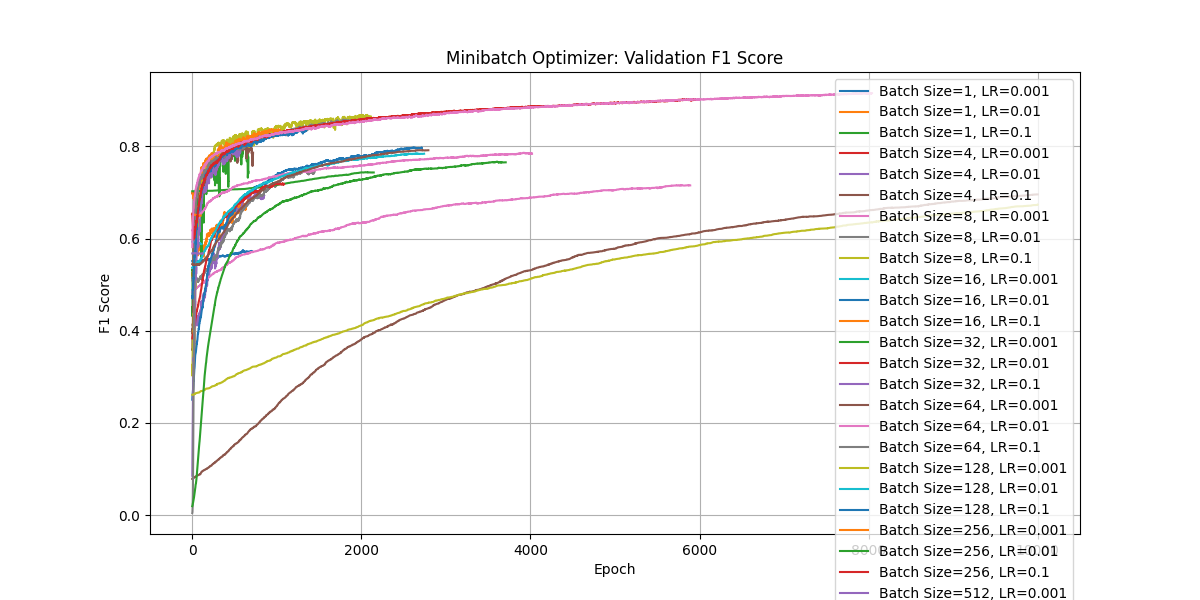 Minibatch Optimizer: Validation F1 Score
F1 Score
0.8
0.6
0.4
0.2
0.0
0
2000
4000
6000
8000
Epoch
Batch Size=1, LR=0.001
Batch Size=1, LR=0.01
Batch Size=1, LR=0.1
Batch Size=4, LR=0.001
Batch Size=4, LR=0.01
Batch Size=4, LR=0.1
Batch Size=8, LR=0.001
Batch Size=8, LR=0.01
Batch Size=8, LR=0.1
Batch Size=16, LR=0.001
Batch Size=16, LR=0.01
Batch Size=16, LR=0.1
Batch Size=32, LR=0.001
Batch Size=32, LR=0.01
Batch Size=32, LR=0.1
Batch Size=64, LR=0.001
Batch Size=64, LR=0.01
Batch Size=64, LR=0.1
Batch Size=128, LR=0.001
Batch Size=128, LR=0.01
Batch Size=128, LR=0.1
Batch Size=256, LR=0.001
Batch Size=256, LR=0.01
Batch Size=256, LR=0.1
Batch Size=512, LR=0.001